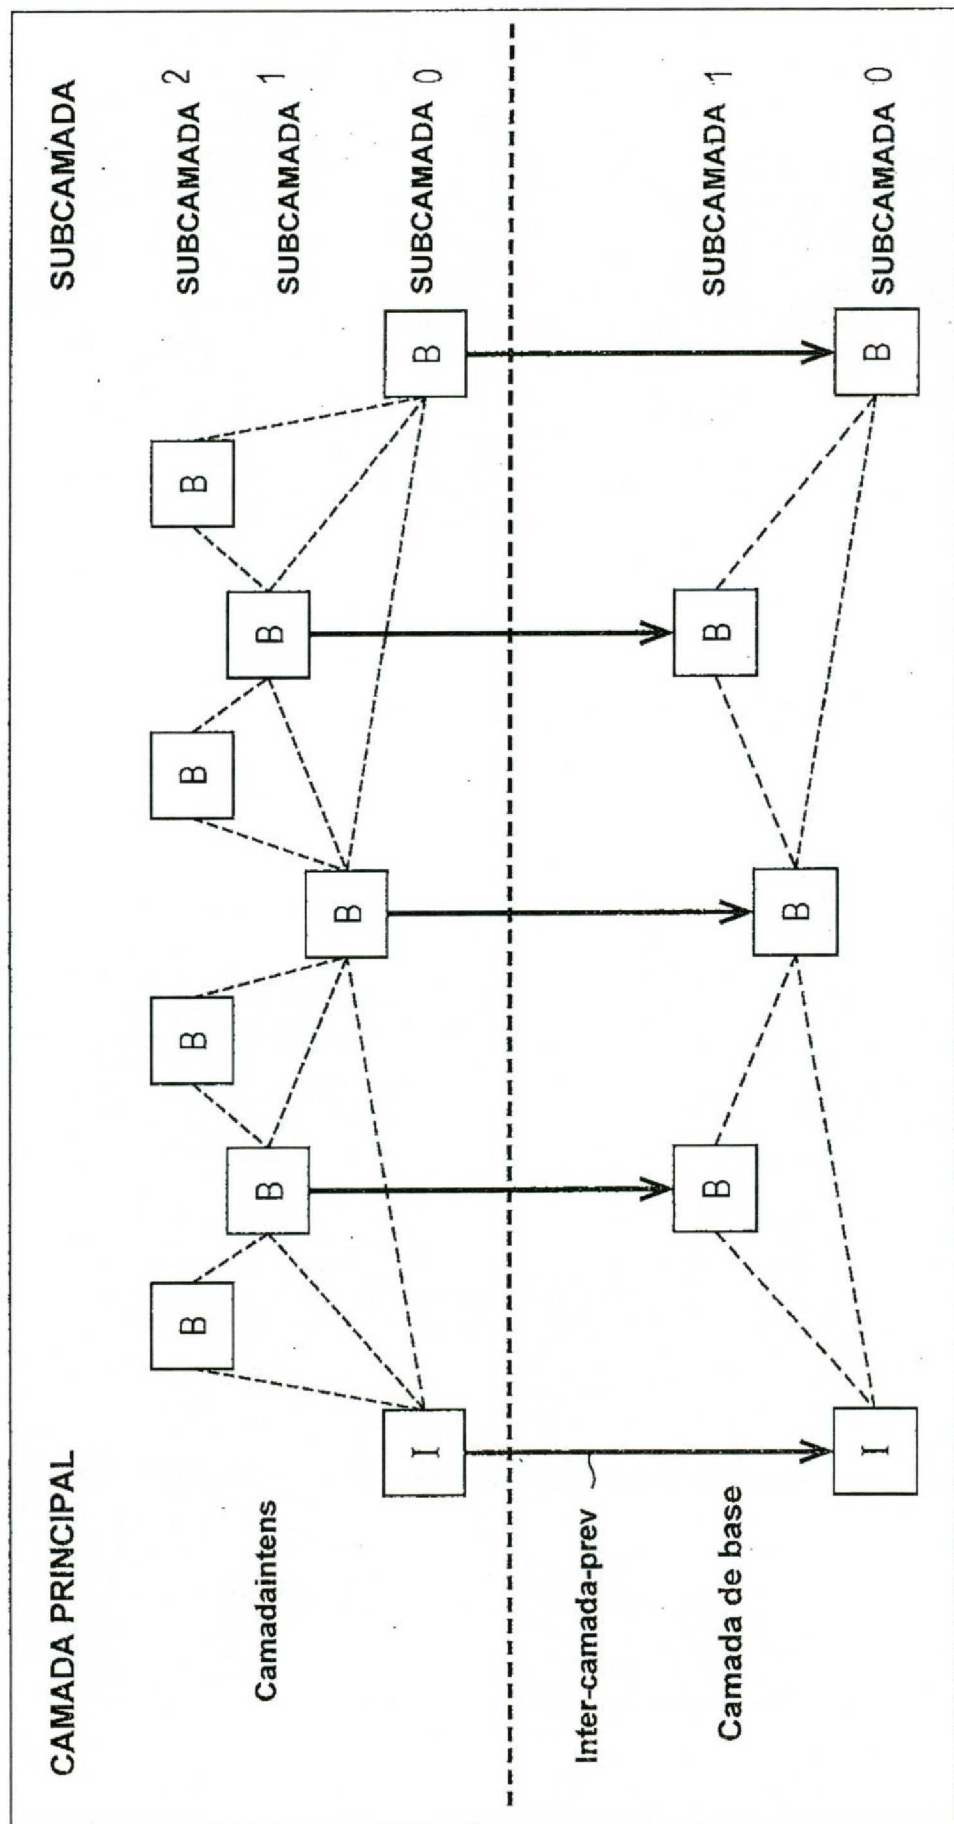 CAMADA PRINCIPAL
SUBCAMADA
B B B B
SUBCAMADA 2
Camadaintens
B B
SUBCAMADA 1
B
I B
SUBCAMADA 0
Inter-camada-prev
Camada de base
B B
SUBCAMADA 1
B
I B
SUBCAMADA 0